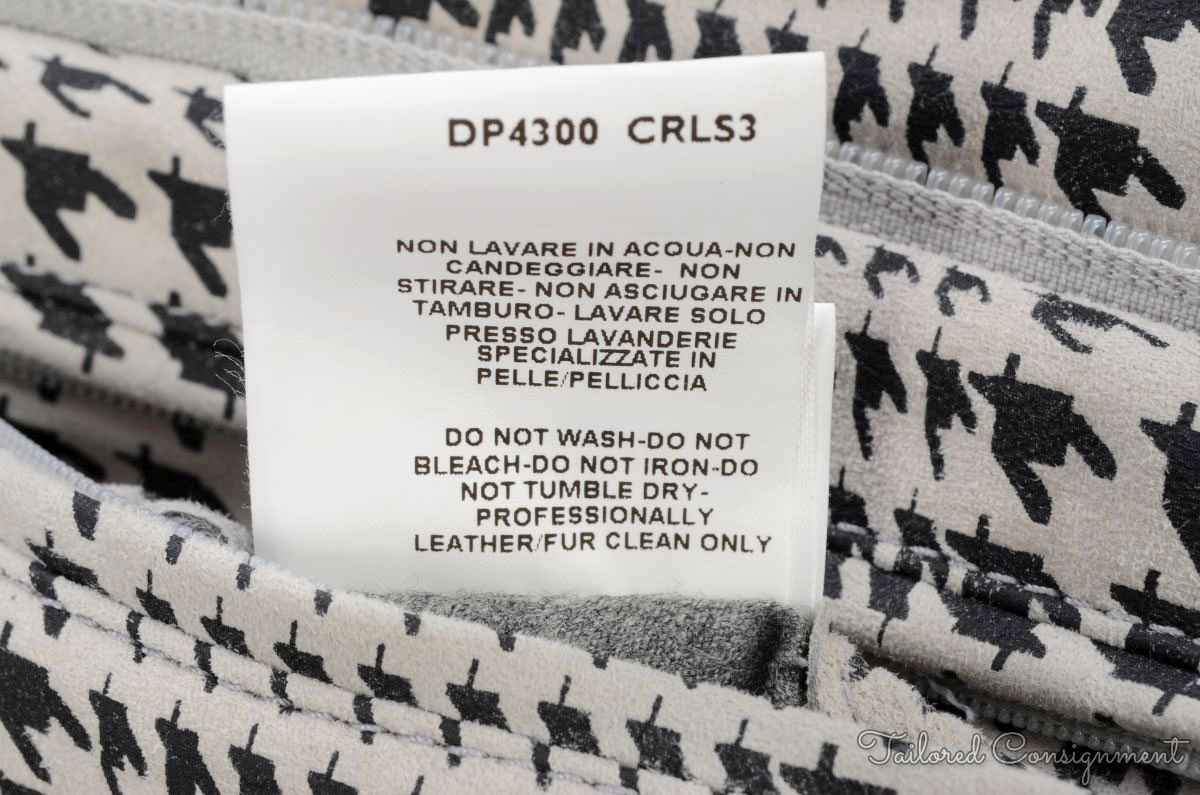 DP4300 CRLS3
NON LAVARE IN ACQUA-NON
CANDEGGIARE- NON
STIRARE- NON ASCIUGARE IN
TAMBURO- LAVARE SOLO
PRESSO LAVANDERIE
SPECIALIZZATE IN
PELLE/PELLICCIA
DO NOT WASH-DO NOT
BLEACH-DO NOT IRON-DO
NOT TUMBLE DRY-
PROFESSIONALLY
LEATHER/FUR CLEAN ONLY
Tailored Consignment